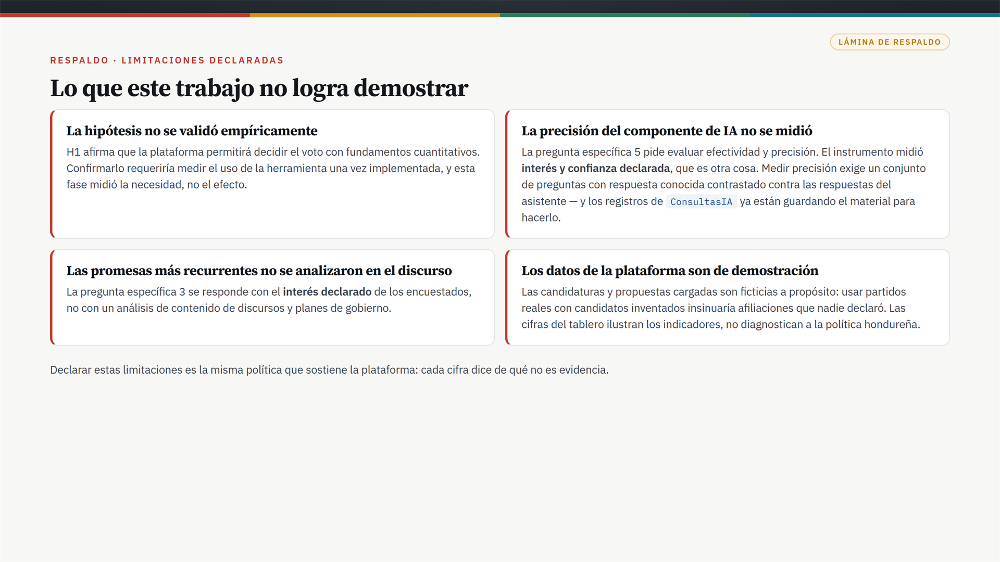 LÁMINA DE RESPALDO
RESPALDO · LIMITACIONES DECLARADAS
Lo que este trabajo no logra demostrar
La hipótesis no se validó empíricamente
H1 afirma que la plataforma permitirá decidir el voto con fundamentos cuantitativos.
Confirmarlo requeriría medir el uso de la herramienta una vez implementada, y esta
fase midió la necesidad, no el efecto.
La precisión del componente de IA no se midió
La pregunta específica 5 pide evaluar efectividad y precisión. El instrumento midió
interés y confianza declarada, que es otra cosa. Medir precisión exige un conjunto
de preguntas con respuesta conocida contrastado contra las respuestas del
asistente — y los registros de ConsultasIA ya están guardando el material para
hacerlo.
Las promesas más recurrentes no se analizaron en el discurso
La pregunta específica 3 se responde con el interés declarado de los encuestados,
no con un análisis de contenido de discursos y planes de gobierno.
Los datos de la plataforma son de demostración
Las candidaturas y propuestas cargadas son ficticias a propósito: usar partidos
reales con candidatos inventados insinuaría afiliaciones que nadie declaró. Las
cifras del tablero ilustran los indicadores, no diagnostican a la política hondureña.
Declarar estas limitaciones es la misma política que sostiene la plataforma: cada cifra dice de qué no es evidencia.